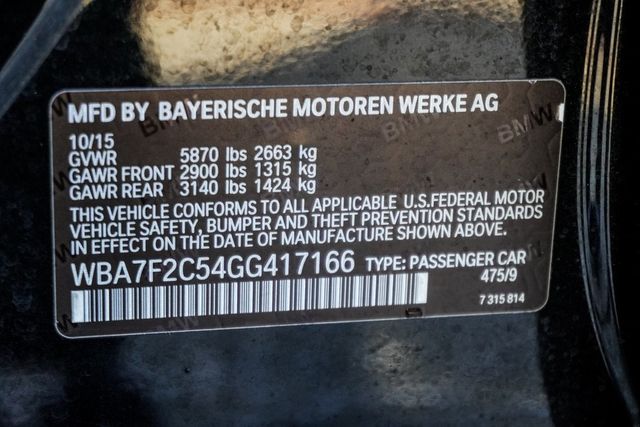 MFD BY BAYERISCHE MOTOREN WERKE AG
10/15
GVWR 5870 lbs 2663 kg
GAWR FRONT 2900 lbs 1315 kg
GAWR REAR 3140 lbs 1424 kg
THIS VEHICLE CONFORMS TO ALL APPLICABLE U.S.FEDERAL MOTOR
VEHICLE SAFETY, BUMPER AND THEFT PREVENTION STANDARDS
IN EFFECT ON THE DATE OF MANUFACTURE SHOWN ABOVE.
WBA7F2C54GG417166 TYPE: PASSENGER CAR
475/9
7 315 814